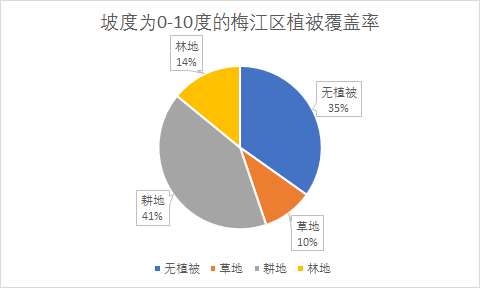 坡度为0-10度的梅江区植被覆盖率
林地
14%
无植被
35%
耕地
41%
草地
10%
无植被 草地 耕地 林地